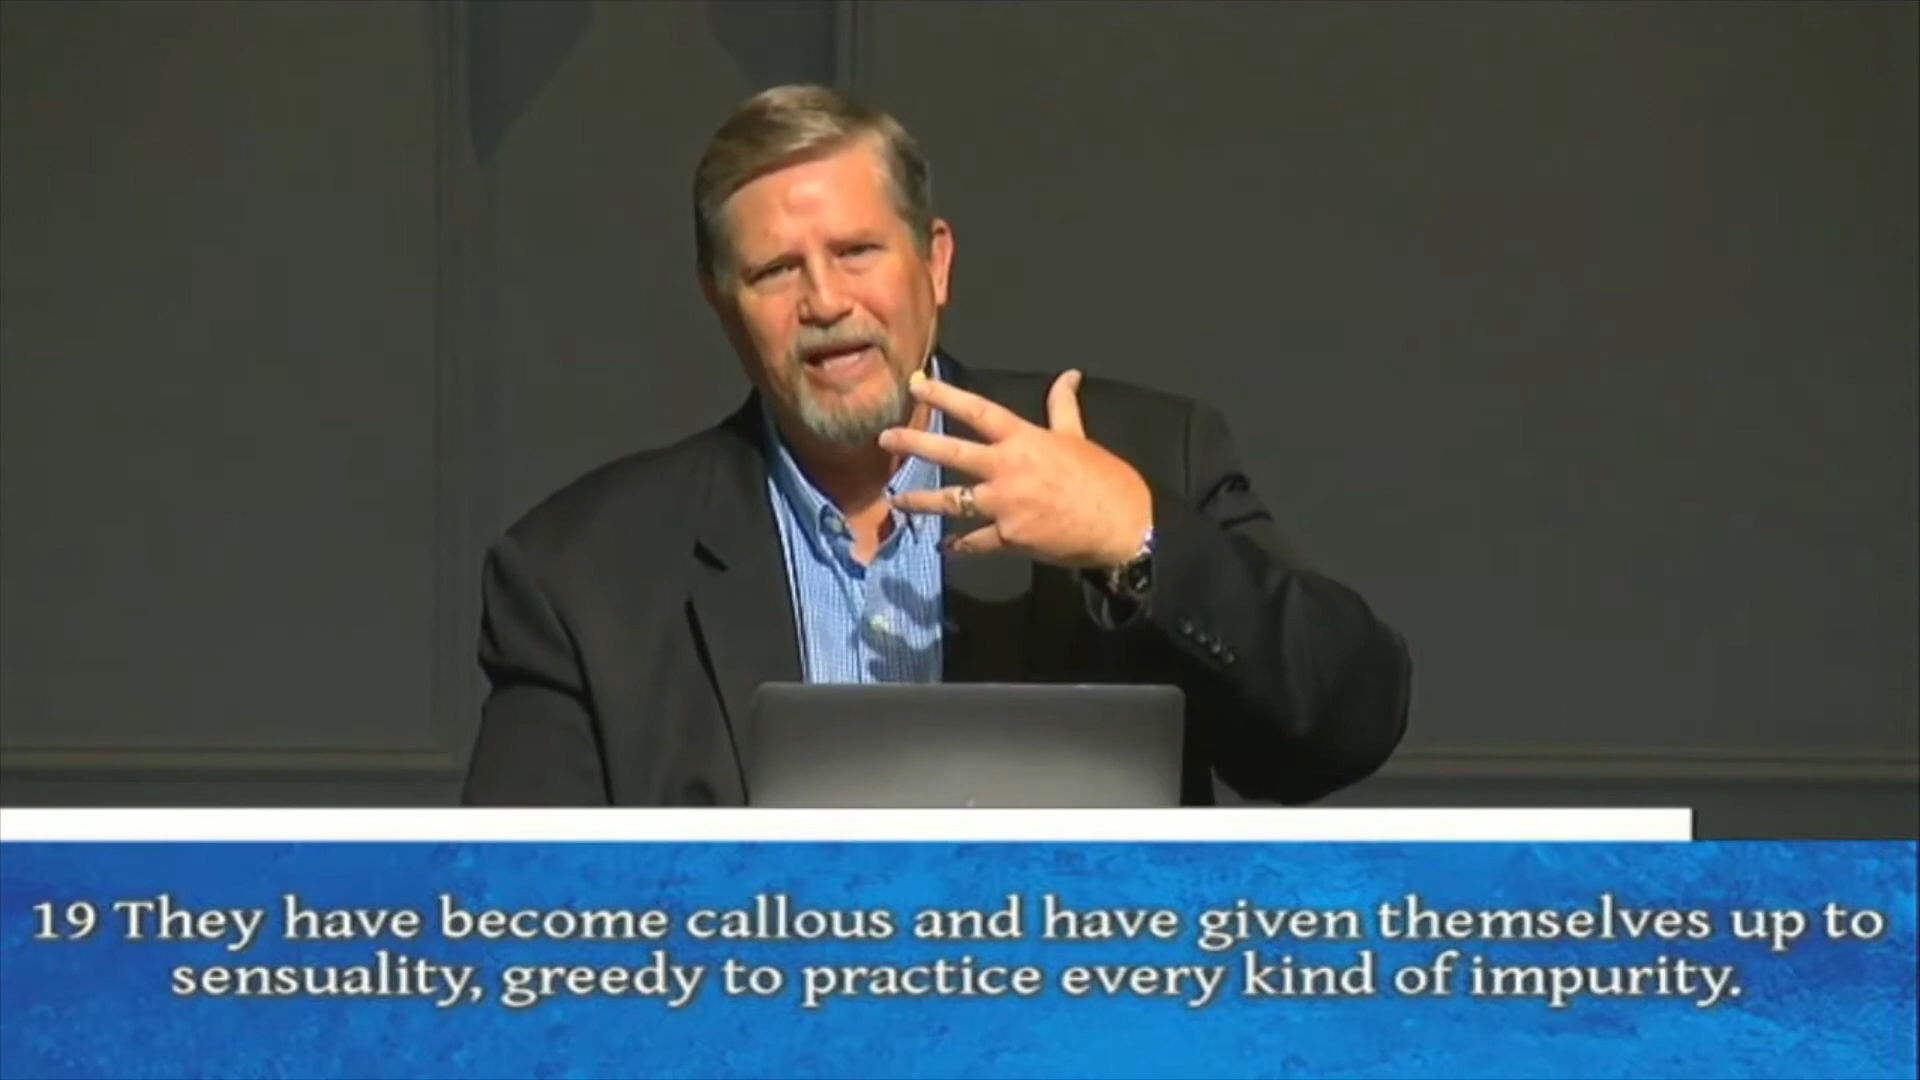 19 They have become callous and have given themselves up to
sensuality, greedy to practice every kind of impurity.